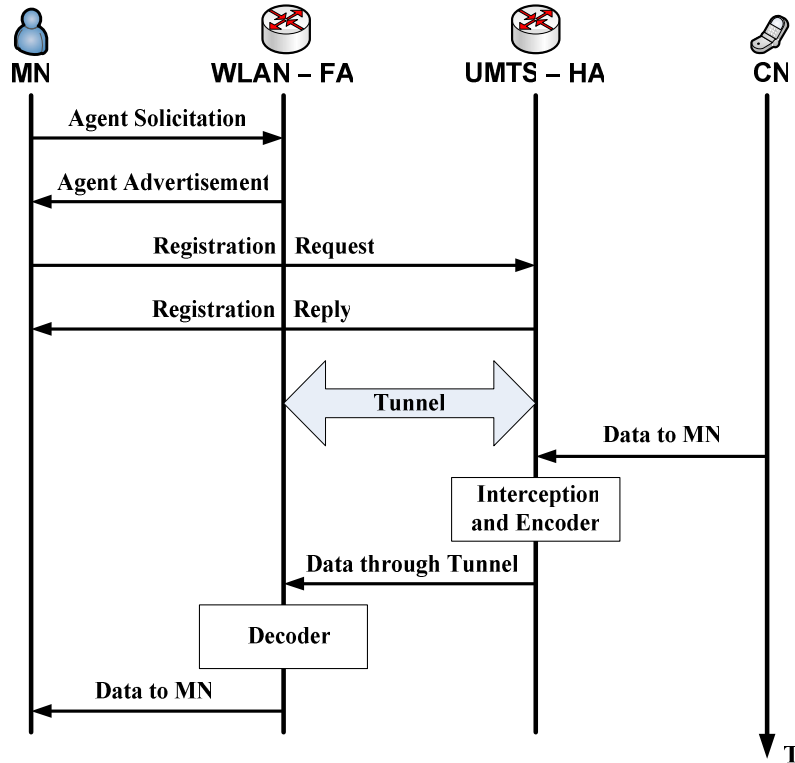 MN
WLAN – FA
UMTS – HA
CN
Agent Solicitation
Agent Advertisement
Registration Request
Registration Reply
Tunnel
Data to MN
Interception
and Encoder
Data through Tunnel
Decoder
Data to MN
T